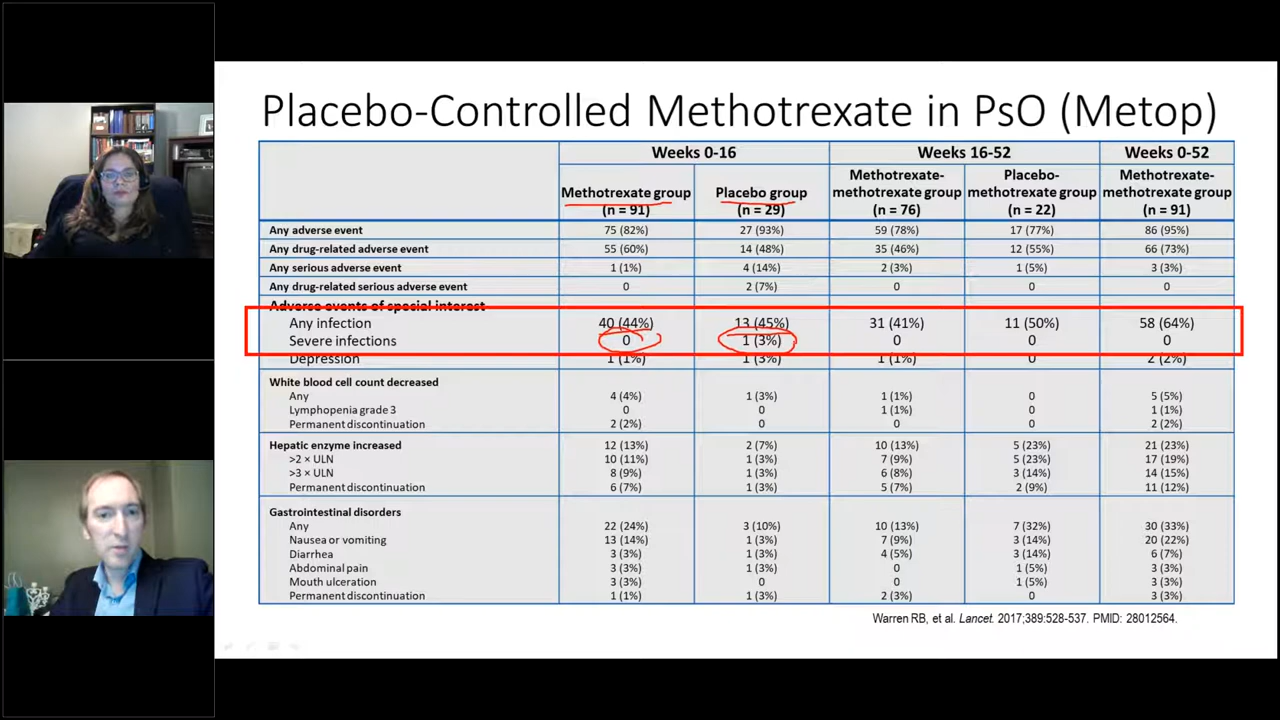 Placebo-Controlled Methotrexate in PsO (Metop)
Weeks 0-16 Weeks 16-52 Weeks 0-52
Methotrexate group (n = 91) Placebo group (n = 29) Methotrexate-methotrexate group (n = 76) Placebo-methotrexate group (n = 22) Methotrexate-methotrexate group (n = 91)
Any adverse event 75 (82%) 27 (93%) 59 (78%) 17 (77%) 86 (95%)
Any drug-related adverse event 55 (60%) 14 (48%) 35 (46%) 12 (55%) 66 (73%)
Any serious adverse event 1 (1%) 4 (14%) 2 (3%) 1 (5%) 3 (3%)
Any drug-related serious adverse event 0 2 (7%) 0 0 0
Adverse events of special interest
Any infection 40 (44%) 13 (45%) 31 (41%) 11 (50%) 58 (64%)
Severe infections 0 1 (3%) 0 0 0
Depression 1 (1%) 1 (3%) 1 (1%) 0 2 (2%)
White blood cell count decreased
Any 4 (4%) 1 (3%) 1 (1%) 0 5 (5%)
Lymphopenia grade 3 0 0 1 (1%) 0 1 (1%)
Permanent discontinuation 2 (2%) 0 0 0 2 (2%)
Hepatic enzyme increased 12 (13%) 2 (7%) 10 (13%) 5 (23%) 21 (23%)
>2 × ULN 10 (11%) 1 (3%) 7 (9%) 5 (23%) 17 (19%)
>3 × ULN 8 (9%) 1 (3%) 6 (8%) 3 (14%) 14 (15%)
Permanent discontinuation 6 (7%) 1 (3%) 5 (7%) 2 (9%) 11 (12%)
Gastrointestinal disorders
Any 22 (24%) 3 (10%) 10 (13%) 7 (32%) 30 (33%)
Nausea or vomiting 13 (14%) 1 (3%) 7 (9%) 3 (14%) 20 (22%)
Diarrhea 3 (3%) 1 (3%) 4 (5%) 3 (14%) 6 (7%)
Abdominal pain 3 (3%) 1 (3%) 0 1 (5%) 3 (3%)
Mouth ulceration 3 (3%) 0 0 1 (5%) 3 (3%)
Permanent discontinuation 1 (1%) 1 (3%) 2 (3%) 0 3 (3%)
Warren RB, et al. Lancet. 2017;389:528-537. PMID: 28012564.